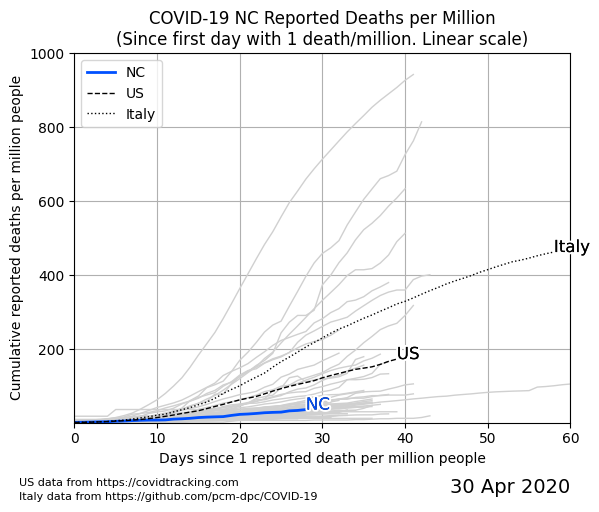 COVID-19 NC Reported Deaths per Million
(Since first day with 1 death/million. Linear scale)
Cumulative reported deaths per million people
1000
800
600
400
200
NC
US
Italy
Italy
US
NC
0
10
20
30
40
50
60
Days since 1 reported death per million people
US data from https://covidtracking.com
Italy data from https://github.com/pcm-dpc/COVID-19
30 Apr 2020